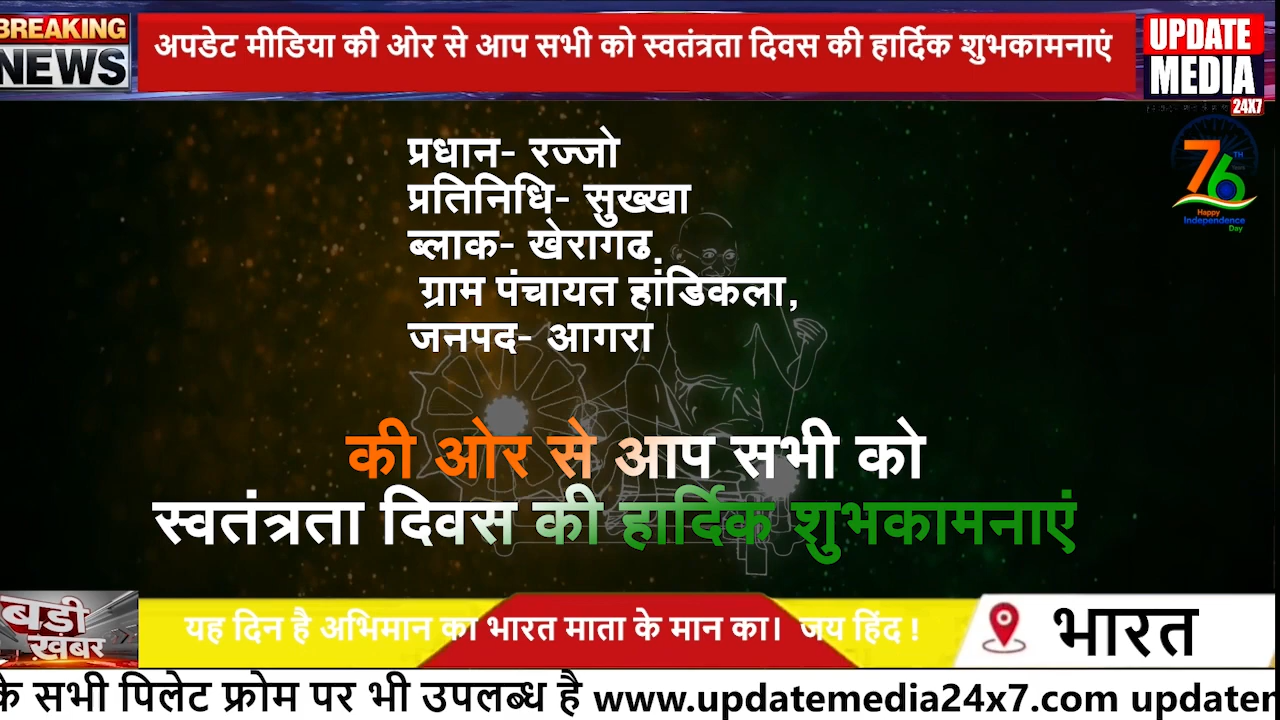 BREAKING
NEWS
अपडेट मीडिया की ओर से आप सभी को स्वतंत्रता दिवस की हार्दिक शुभकामनाएं
UPDATE
MEDIA
24X7
76TH
Happy
Independence
Day
प्रधान- रज्जो
प्रतिनिधि- सुख्खा
ब्लाक- खेरागढ.
ग्राम पंचायत हांडिकला,
जनपद- आगरा
की ओर से आप सभी को
स्वतंत्रता दिवस की हार्दिक शुभकामनाएं
बड़ी
खबर
यह दिन है अभिमान का भारत माता के मान का। जय हिंद !
भारत
के सभी पिलेट फ्रोम पर भी उपलब्ध है www.updatemedia24x7.com updatem